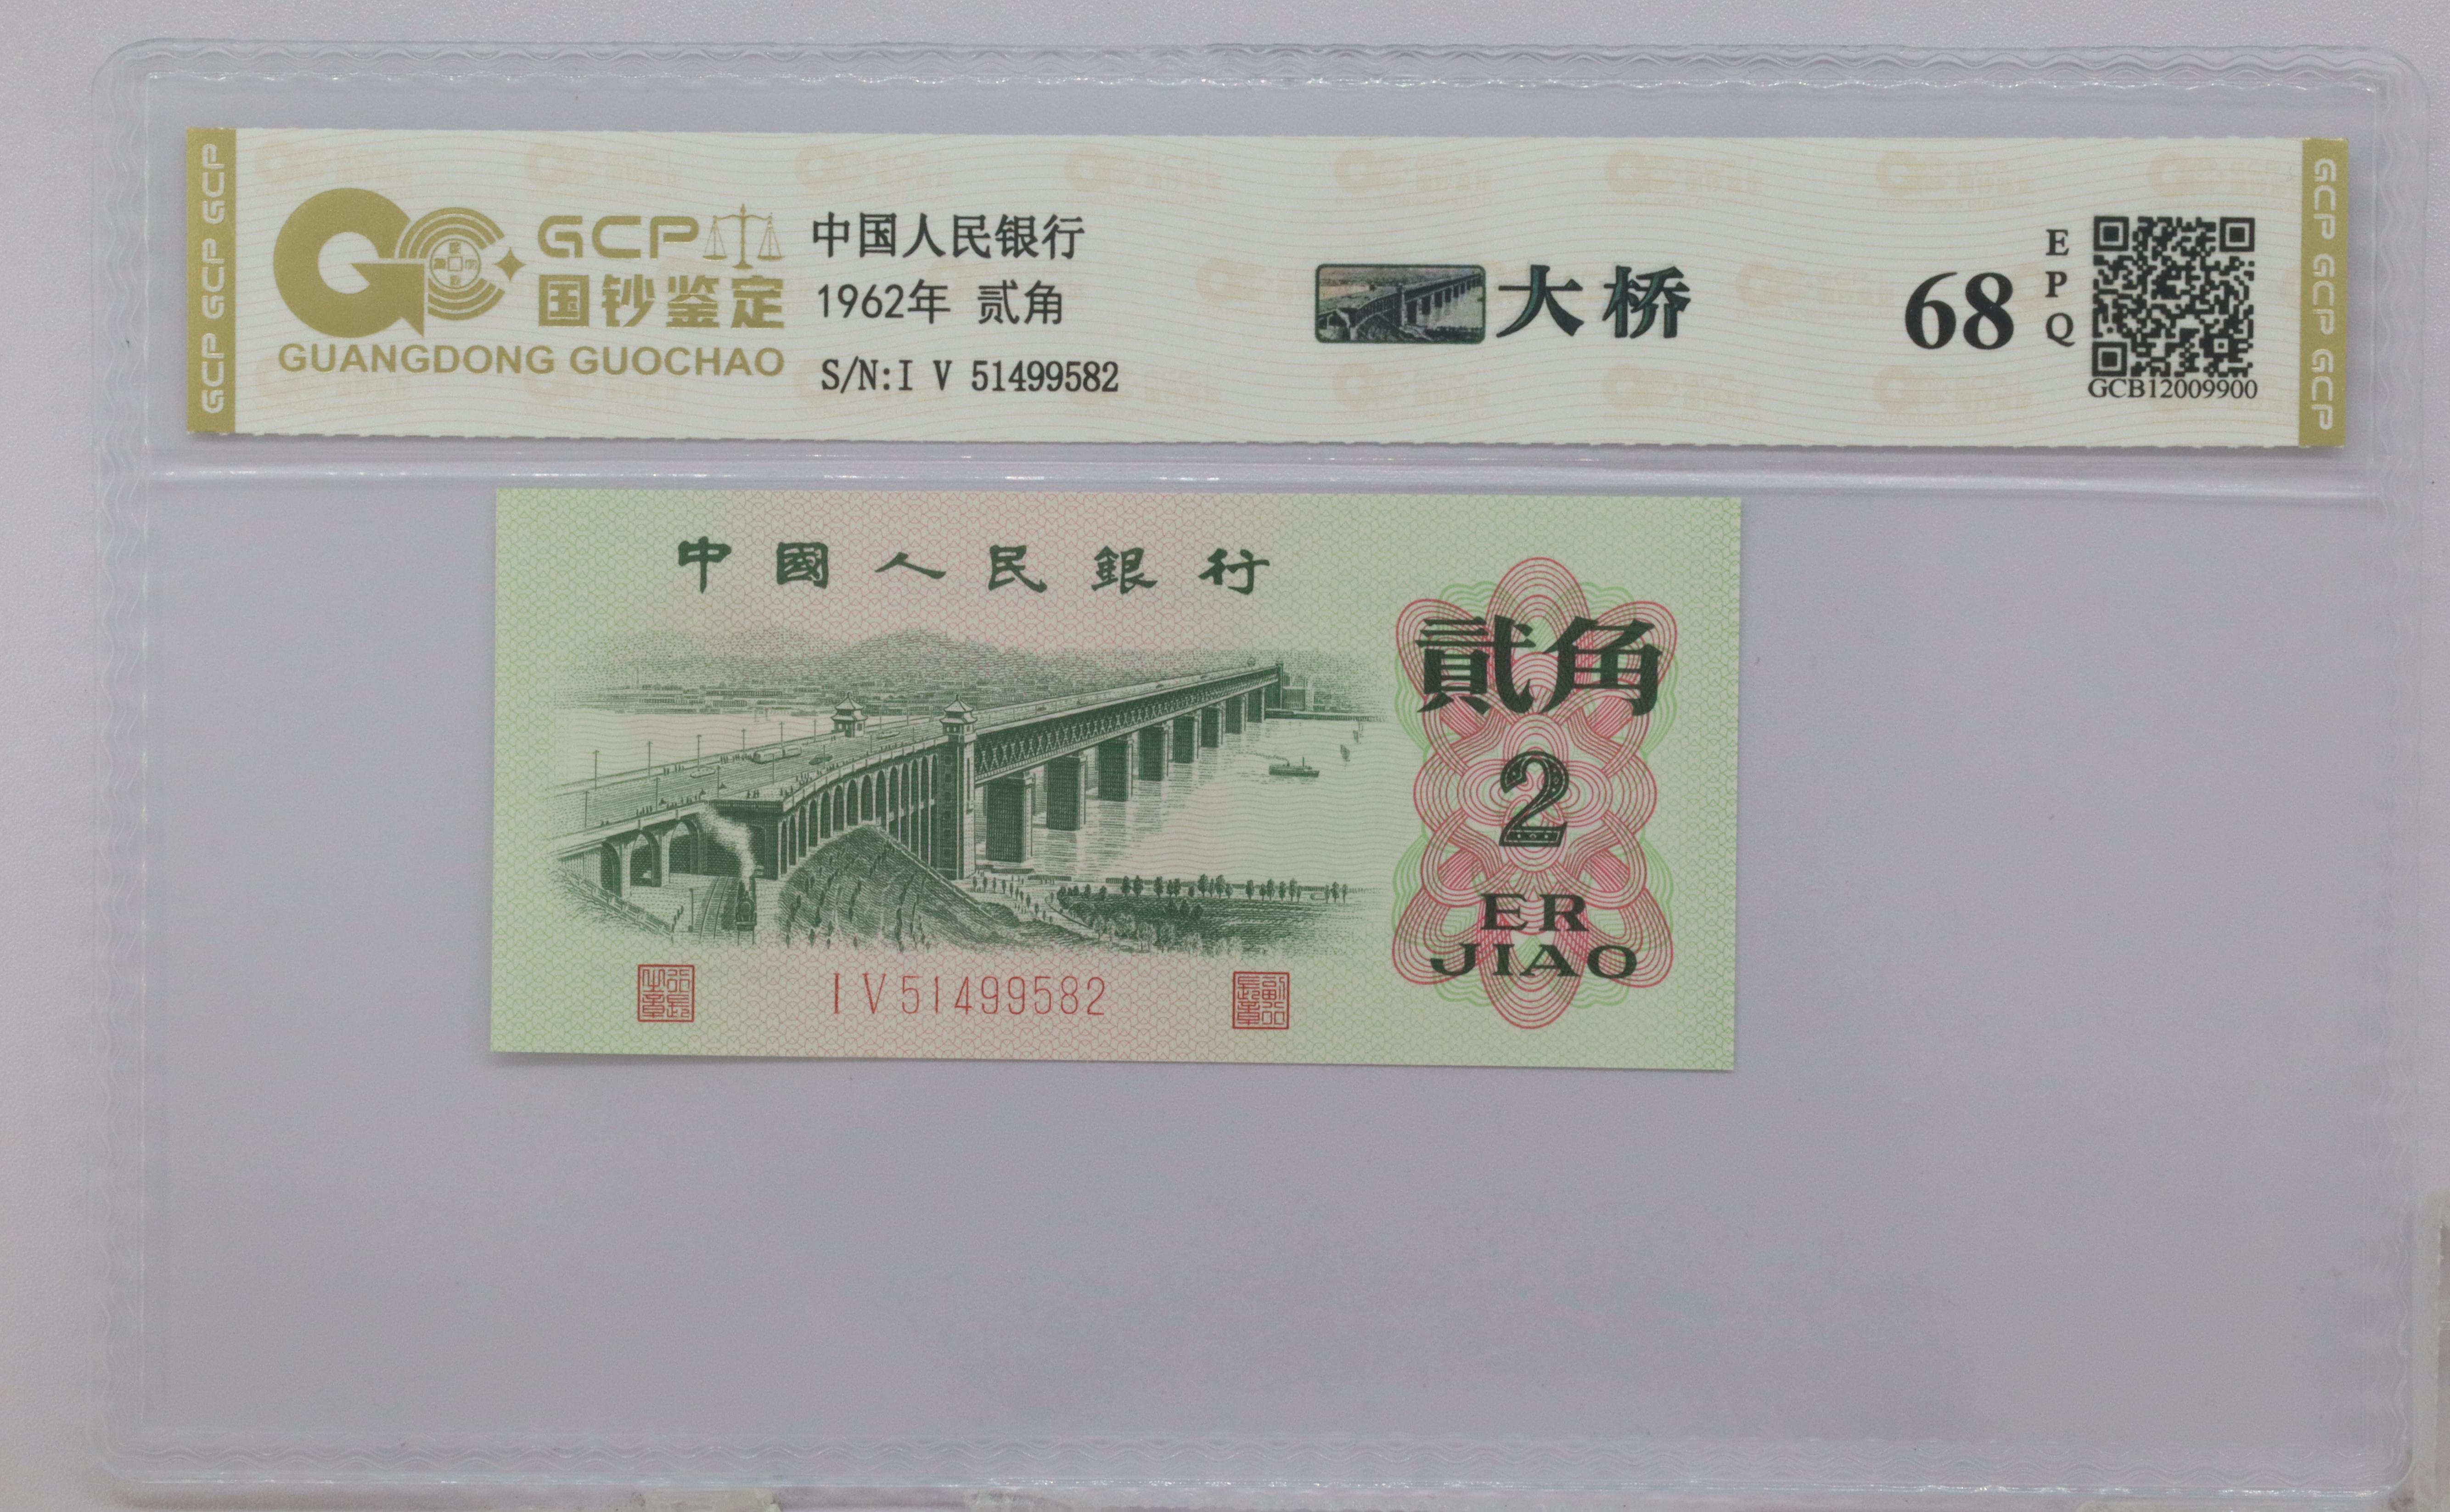 GCP GCP GCP
GCP
国钞鉴定
GUANGDONG GUOCHAO
中国人民银行
1962年 贰角
S/N:I V 51499582
大桥
68
EPQ
GCB12009900
GCP GCP GCP
中國人民銀行
貳角
2
ER
JIAO
I V 51499582